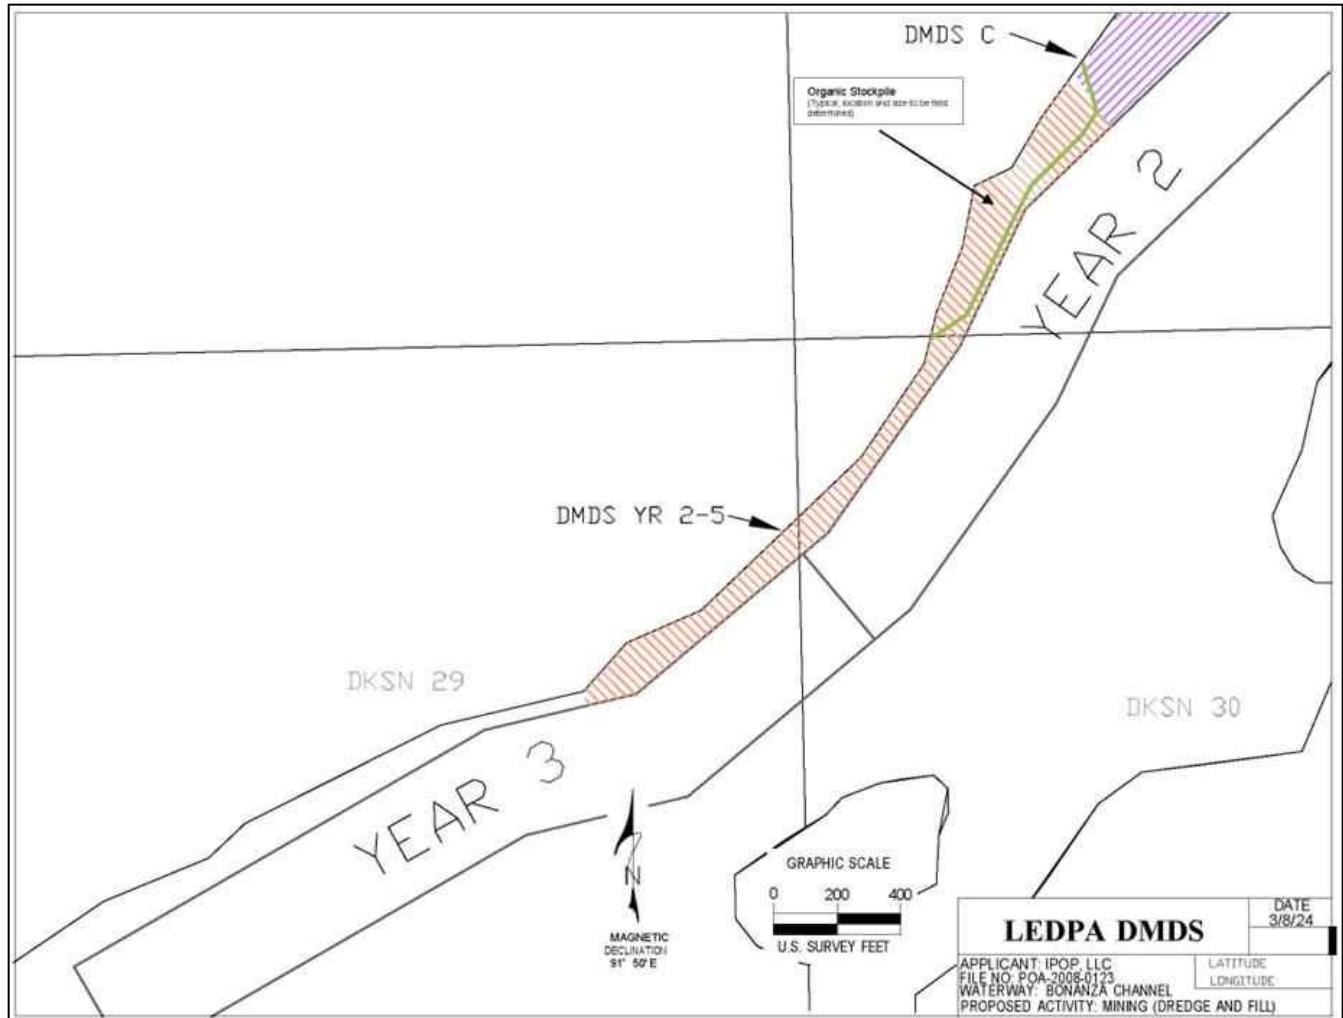 DMDS C
Organic Stockpile
(Typical, location and size to be field
determined)
YEAR 2
DMDS YR 2-5
DKSN 29
DKSN 30
YEAR 3
N
MAGNETIC
DECLINATION
91° 50' E
GRAPHIC SCALE
0 200 400
U.S. SURVEY FEET
LEDPA DMDS
DATE
3/8/24
APPLICANT: IPOP, LLC
FILE NO: POA-2008-0123
WATERWAY: BONANZA CHANNEL
PROPOSED ACTIVITY: MINING (DREDGE AND FILL)
LATITUDE
LONGITUDE